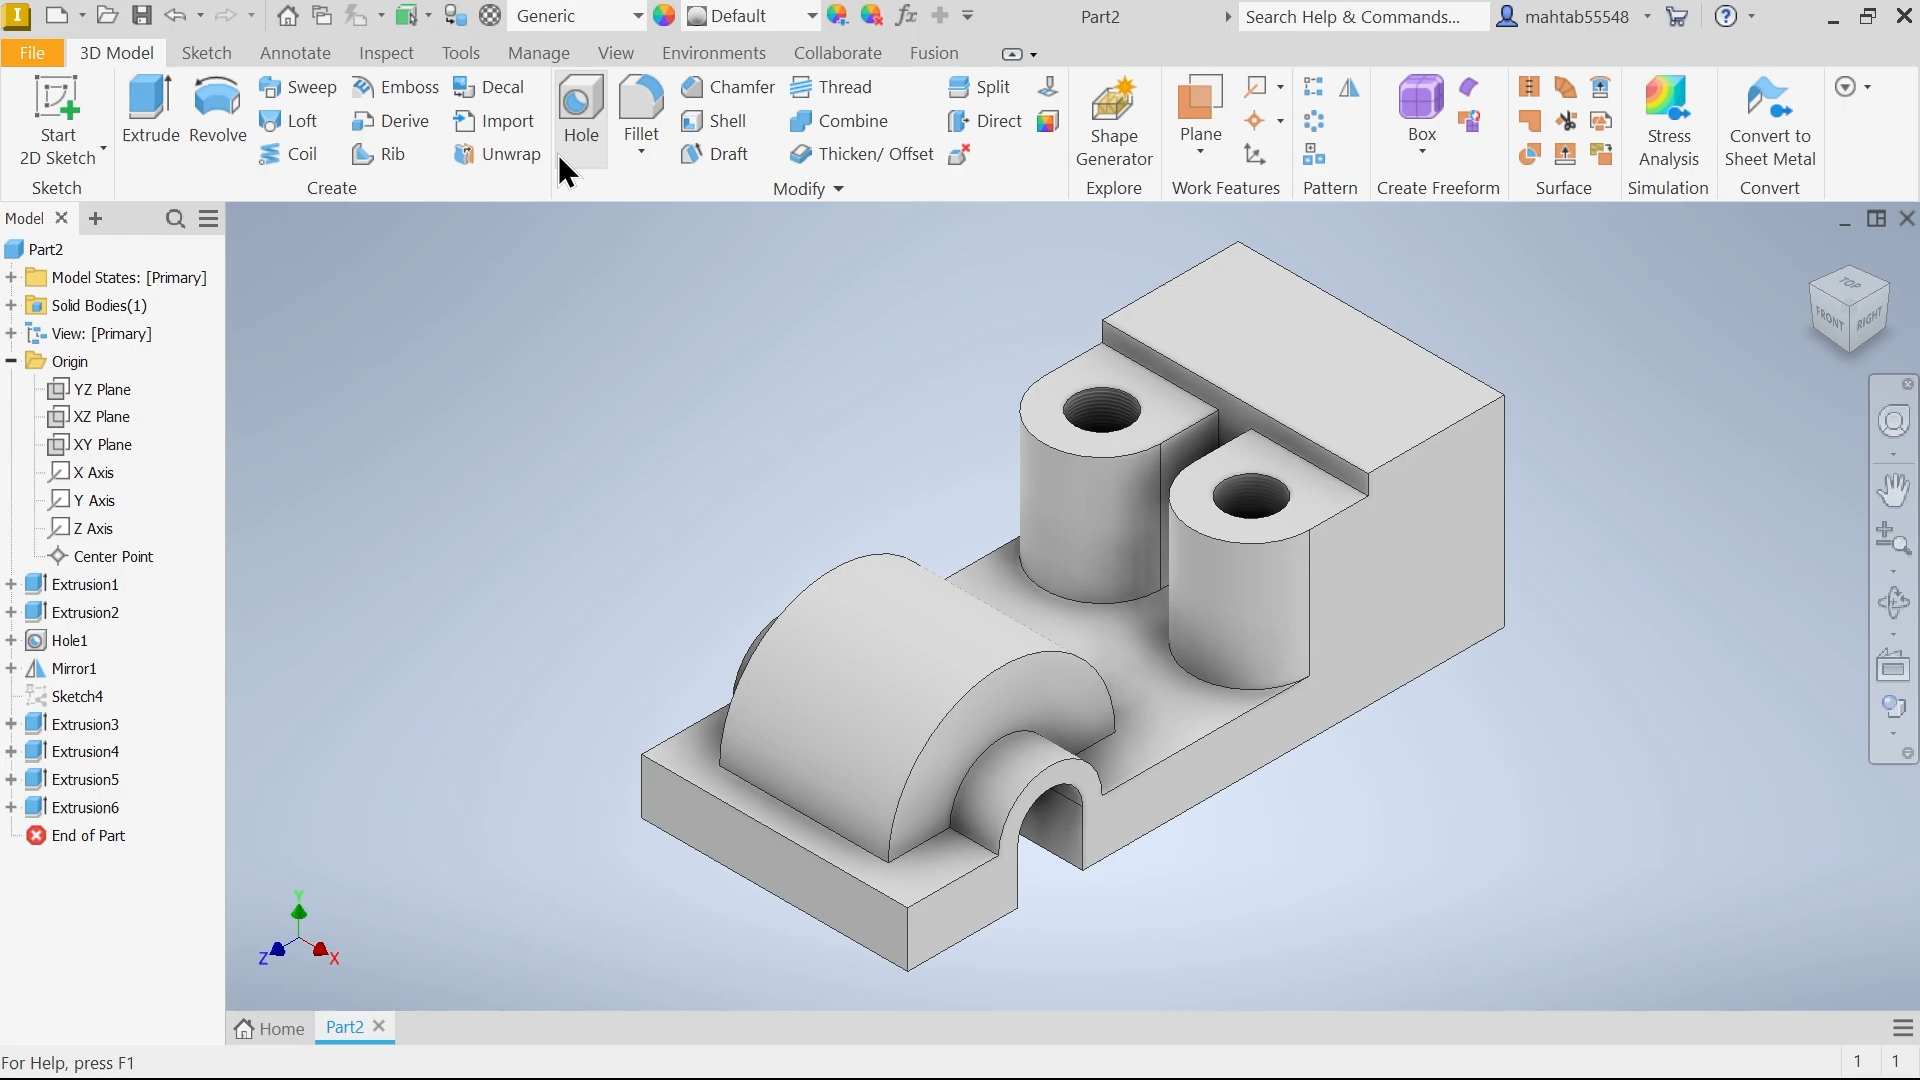 Generic
Default
Part2
Search Help & Commands...
mahtab55548
File
3D Model
Sketch
Annotate
Inspect
Tools
Manage
View
Environments
Collaborate
Fusion
Start
2D Sketch
Sketch
Extrude
Revolve
Sweep
Emboss
Decal
Loft
Derive
Import
Coil
Rib
Unwrap
Create
Hole
Fillet
Chamfer
Thread
Split
Shell
Combine
Direct
Draft
Thicken/ Offset
Modify
Shape
Generator
Explore
Plane
Work Features
Pattern
Box
Create Freeform
Surface
Stress
Analysis
Simulation
Convert to
Sheet Metal
Convert
Model
Part2
Model States: [Primary]
Solid Bodies(1)
View: [Primary]
Origin
YZ Plane
XZ Plane
XY Plane
X Axis
Y Axis
Z Axis
Center Point
Extrusion1
Extrusion2
Hole1
Mirror1
Sketch4
Extrusion3
Extrusion4
Extrusion5
Extrusion6
End of Part
TOP
FRONT
RIGHT
Y
Z
X
Home
Part2
For Help, press F1
1
1